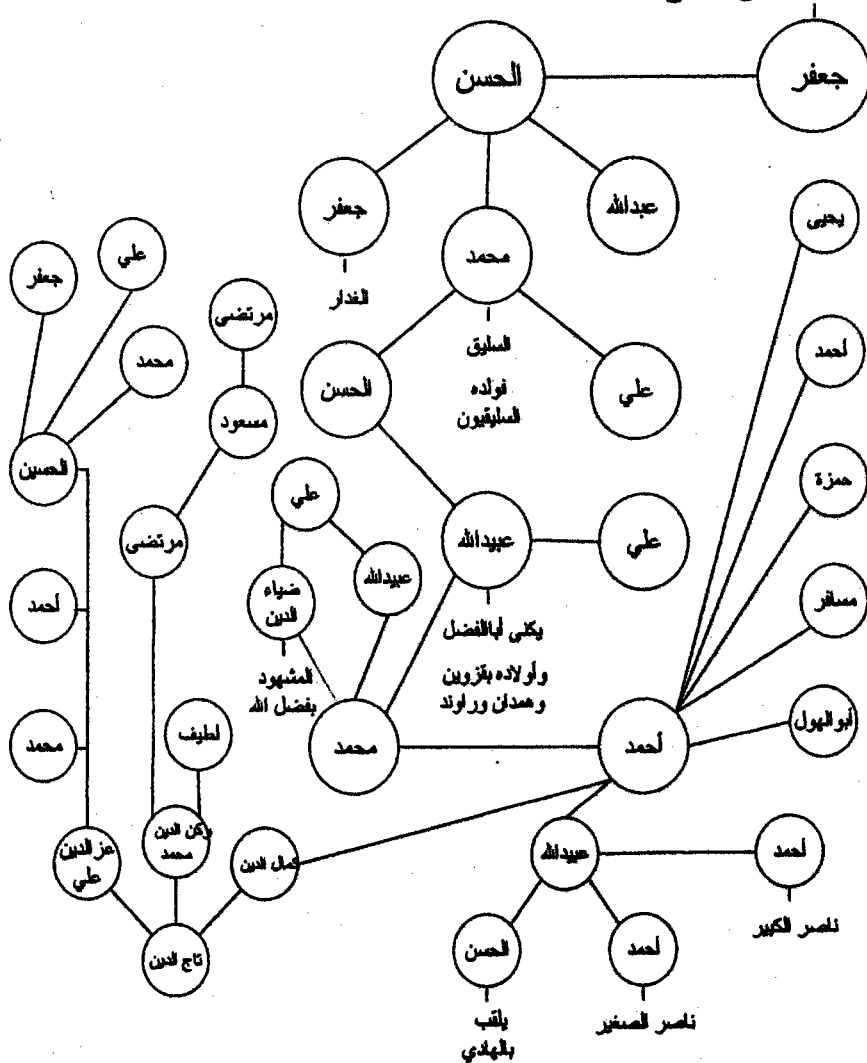 جعفر
الحسن
عبدالله
محمد
السليق
فولده
السليقيون
جعفر
الغدار
علي
الحسن
علي
عبيدالله
يكنى أباالفضل
وأولاده بقزوين
وهمدان وراوند
يحيى
أحمد
حمزة
مسافر
أبو الهول
أحمد
محمد
عبيدالله
علي
ضياء
الدين
المشهود
بفضل الله
أحمد
ناصر الكبير
عبيدالله
أحمد
ناصر الصغير
الحسن
يلقب
بالهادي
كمال الدين
تاج الدين
ركن الدين
محمد
لطيف
مرتضى
مسعود
مرتضى
عز الدين
علي
محمد
أحمد
الحسين
محمد
علي
جعفر